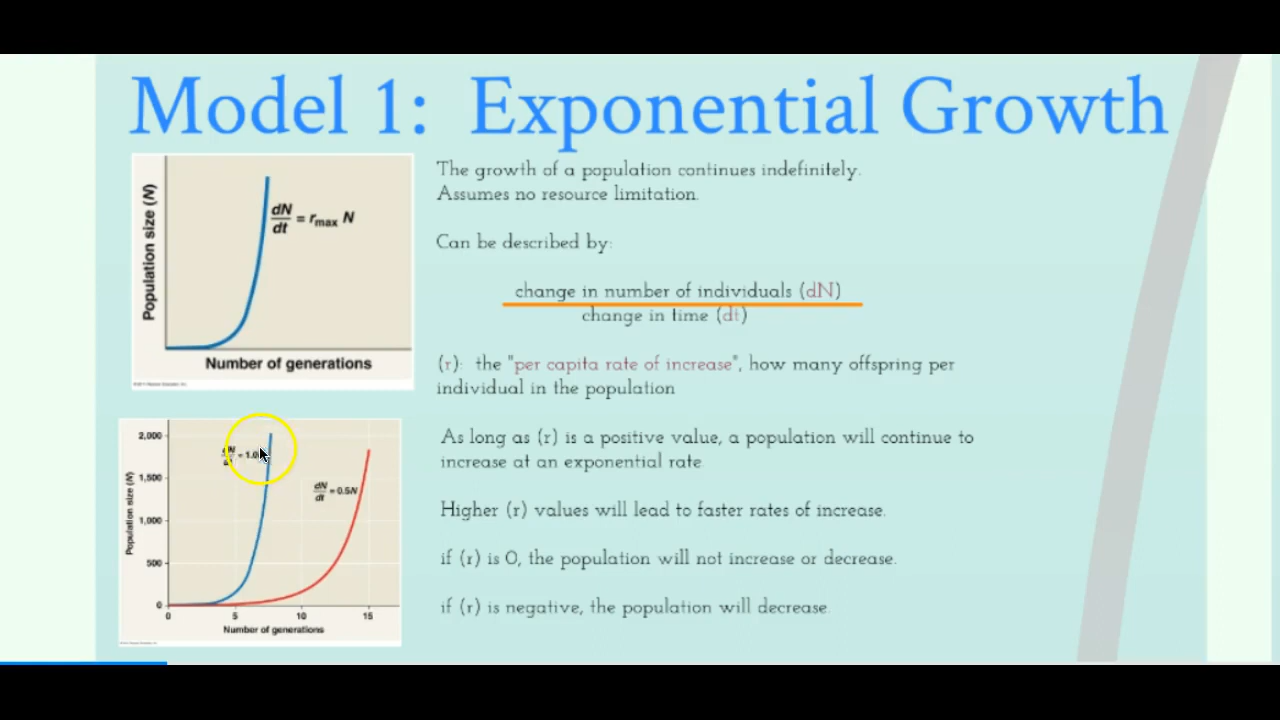 Model 1: Exponential Growth
Population size (N)
dN
dt
= rmax N
Number of generations
The growth of a population continues indefinitely.
Assumes no resource limitation.
Can be described by:
change in number of individuals (dN)
change in time (dt)
(r): the "per capita rate of increase", how many offspring per
individual in the population
As long as (r) is a positive value, a population will continue to
increase at an exponential rate
Higher (r) values will lead to faster rates of increase.
if (r) is 0, the population will not increase or decrease.
if (r) is negative, the population will decrease.
Population size (N)
2,000
1,500
1,000
500
0
dN
= 1.0
dN
dt
= 0.5N
0 5 10 15
Number of generations